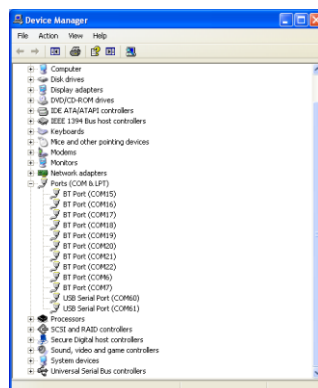 Device Manager
File Action View Help
Computer
Disk drives
Display adapters
DVD/CD-ROM drives
IDE ATA/ATAPI controllers
IEEE 1394 Bus host controllers
Keyboards
Mice and other pointing devices
Modems
Monitors
Network adapters
Ports (COM & LPT)
BT Port (COM15)
BT Port (COM16)
BT Port (COM17)
BT Port (COM18)
BT Port (COM19)
BT Port (COM20)
BT Port (COM21)
BT Port (COM22)
BT Port (COM6)
BT Port (COM7)
USB Serial Port (COM60)
USB Serial Port (COM61)
Processors
SCSI and RAID controllers
Secure Digital host controllers
Sound, video and game controllers
System devices
Universal Serial Bus controllers